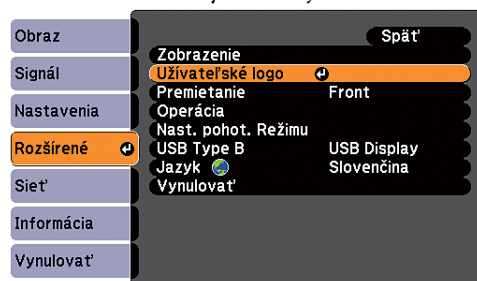 Obraz
Signál
Nastavenia
Rozšírené
Sieť
Informácia
Vynulovať
Späť
Zobrazenie
Užívateľské logo
Premietanie Front
Operácia
Nast. pohot. Režimu
USB Type B USB Display
Jazyk Slovenčina
Vynulovať